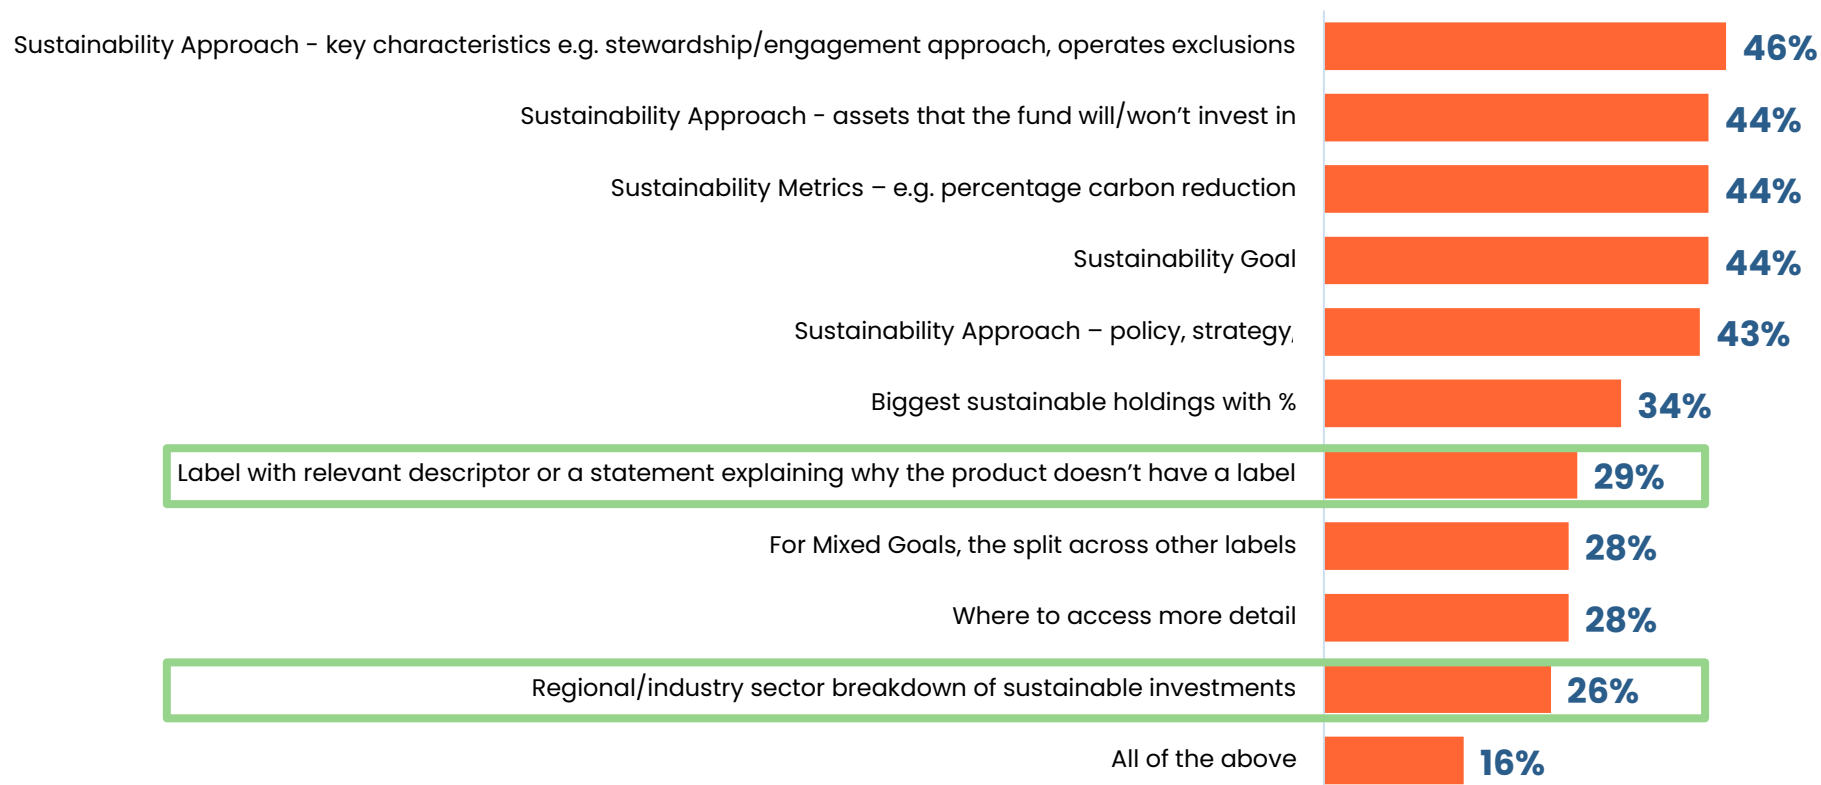 Sustainability Approach - key characteristics e.g. stewardship/engagement approach, operates exclusions 46%
Sustainability Approach - assets that the fund will/won’t invest in 44%
Sustainability Metrics – e.g. percentage carbon reduction 44%
Sustainability Goal 44%
Sustainability Approach – policy, strategy, 43%
Biggest sustainable holdings with % 34%
Label with relevant descriptor or a statement explaining why the product doesn’t have a label 29%
For Mixed Goals, the split across other labels 28%
Where to access more detail 28%
Regional/industry sector breakdown of sustainable investments 26%
All of the above 16%